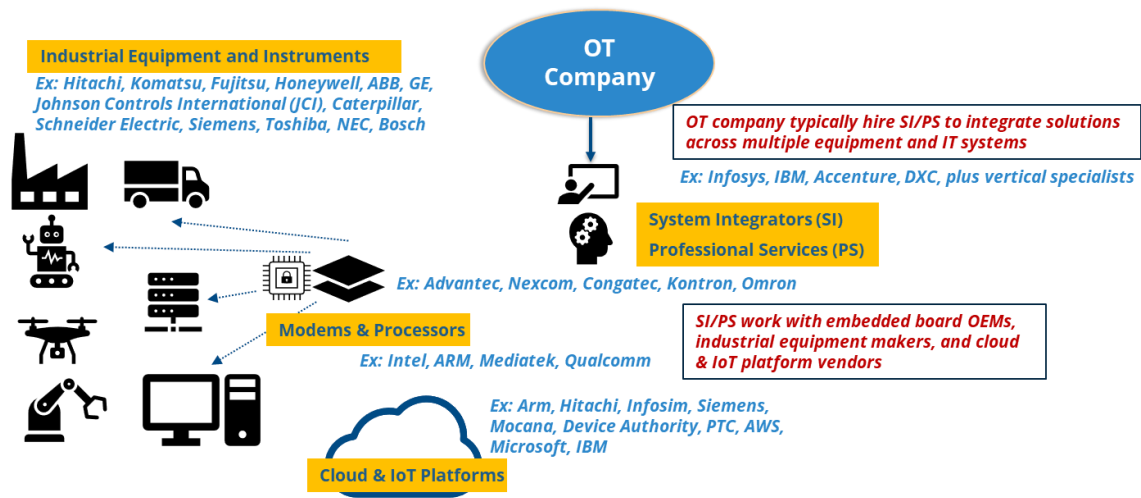 Industrial Equipment and Instruments
Ex: Hitachi, Komatsu, Fujitsu, Honeywell, ABB, GE,
Johnson Controls International (JCI), Caterpillar,
Schneider Electric, Siemens, Toshiba, NEC, Bosch
OT
Company
OT company typically hire SI/PS to integrate solutions
across multiple equipment and IT systems
Ex: Infosys, IBM, Accenture, DXC, plus vertical specialists
System Integrators (SI)
Professional Services (PS)
Ex: Advantec, Nexcom, Congatec, Kontron, Omron
Modems & Processors
Ex: Intel, ARM, Mediatek, Qualcomm
SI/PS work with embedded board OEMs,
industrial equipment makers, and cloud
& IoT platform vendors
Ex: Arm, Hitachi, Infosim, Siemens,
Mocana, Device Authority, PTC, AWS,
Microsoft, IBM
Cloud & IoT Platforms